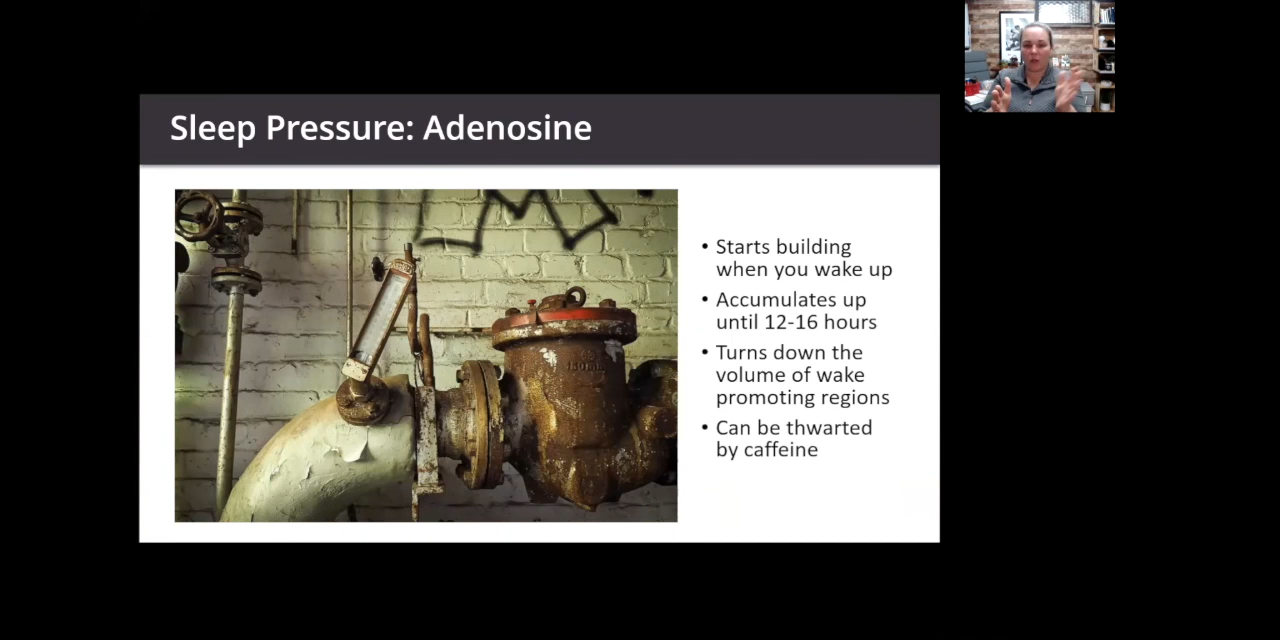 Sleep Pressure: Adenosine
• Starts building
when you wake up
• Accumulates up
until 12-16 hours
• Turns down the
volume of wake
promoting regions
• Can be thwarted
by caffeine